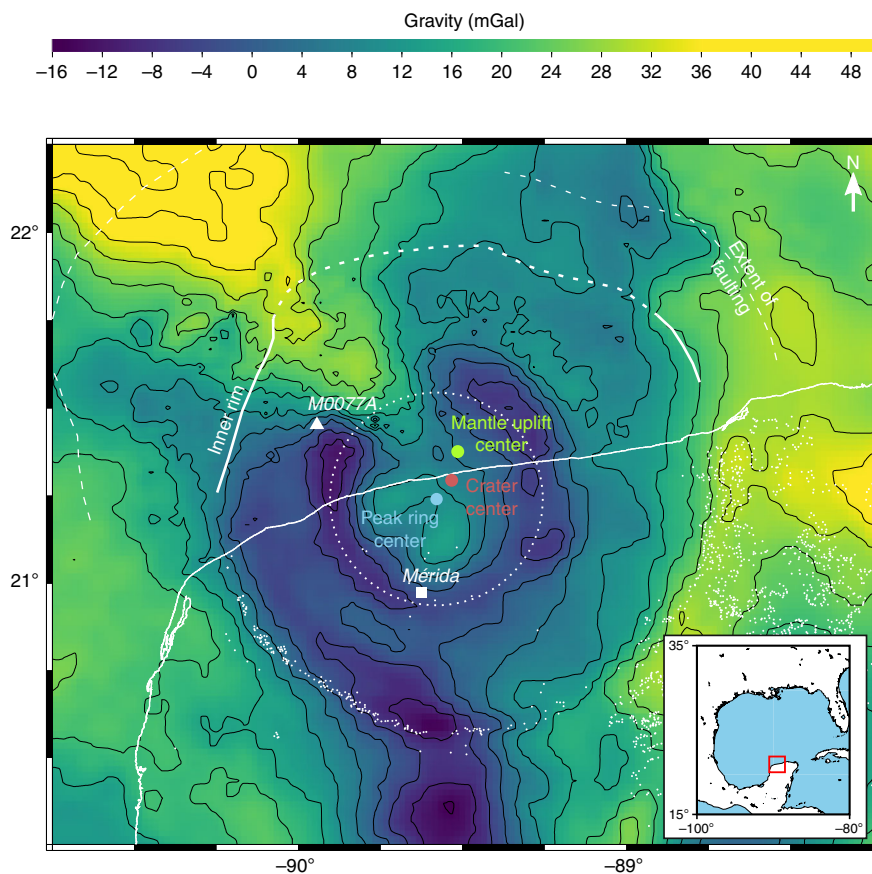 Gravity (mGal)
−16 −12 −8 −4 0 4 8 12 16 20 24 28 32 36 40 44 48
N
22°
Extent of
faulting
Inner rim
M0077A
Mantle uplift
center
Crater
center
Peak ring
center
21°
Mérida
35°
15°
−100°
−80°
−90°
−89°